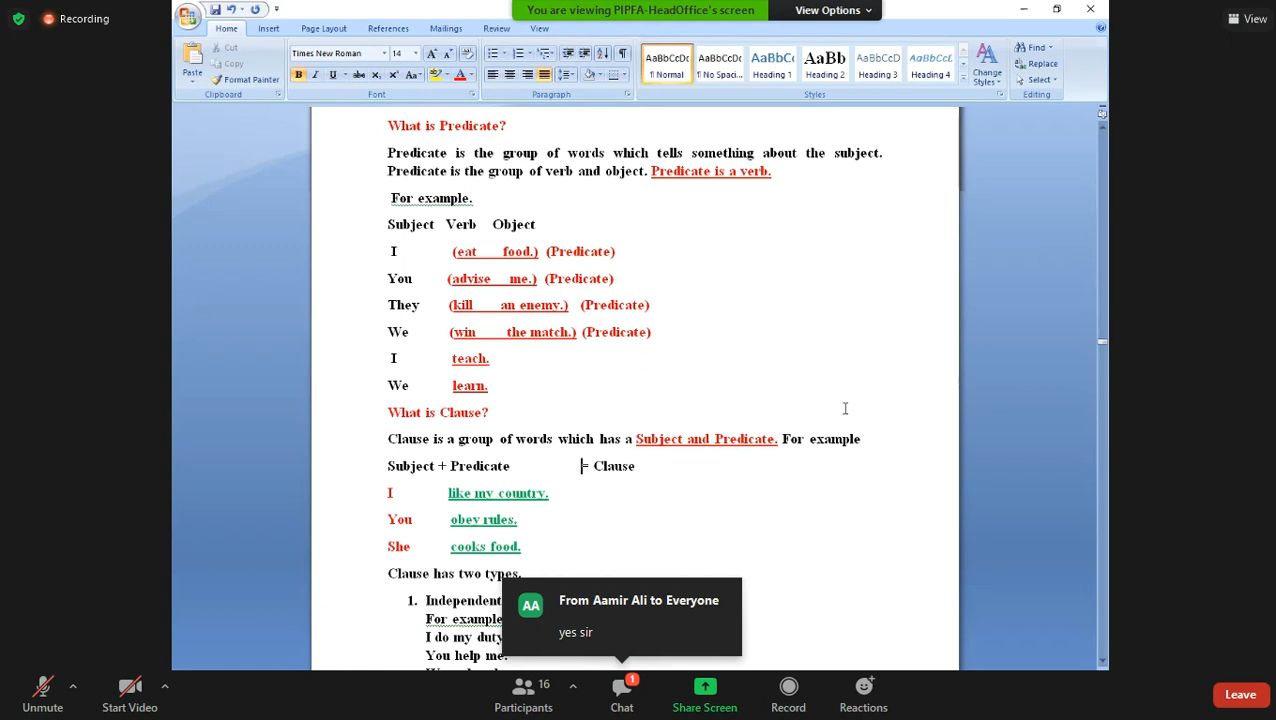 Recording
You are viewing PIPFA-HeadOffice's screen
View Options
View
Home Insert Page Layout References Mailings Review View
Paste
Cut
Copy
Format Painter
Clipboard
Times New Roman 14
Font
Paragraph
AaBbCcDc AaBbCcDc AaBbCc AaBb AaBbCcD AaBbCcL
¶ Normal ¶ No Spaci... Heading 1 Heading 2 Heading 3 Heading 4
Change Styles
Styles
Find
Replace
Select
Editing
What is Predicate?
Predicate is the group of words which tells something about the subject.
Predicate is the group of verb and object. Predicate is a verb.
For example.
Subject Verb Object
I (eat food.) (Predicate)
You (advise me.) (Predicate)
They (kill an enemy.) (Predicate)
We (win the match.) (Predicate)
I teach.
We learn.
What is Clause?
Clause is a group of words which has a Subject and Predicate. For example
Subject + Predicate = Clause
I like my country.
You obey rules.
She cooks food.
Clause has two types.
1. Independent
For example
I do my duty
You help me.
AA
From Aamir Ali to Everyone
yes sir
Unmute
Start Video
16
Participants
1
Chat
Share Screen
Record
Reactions
Leave